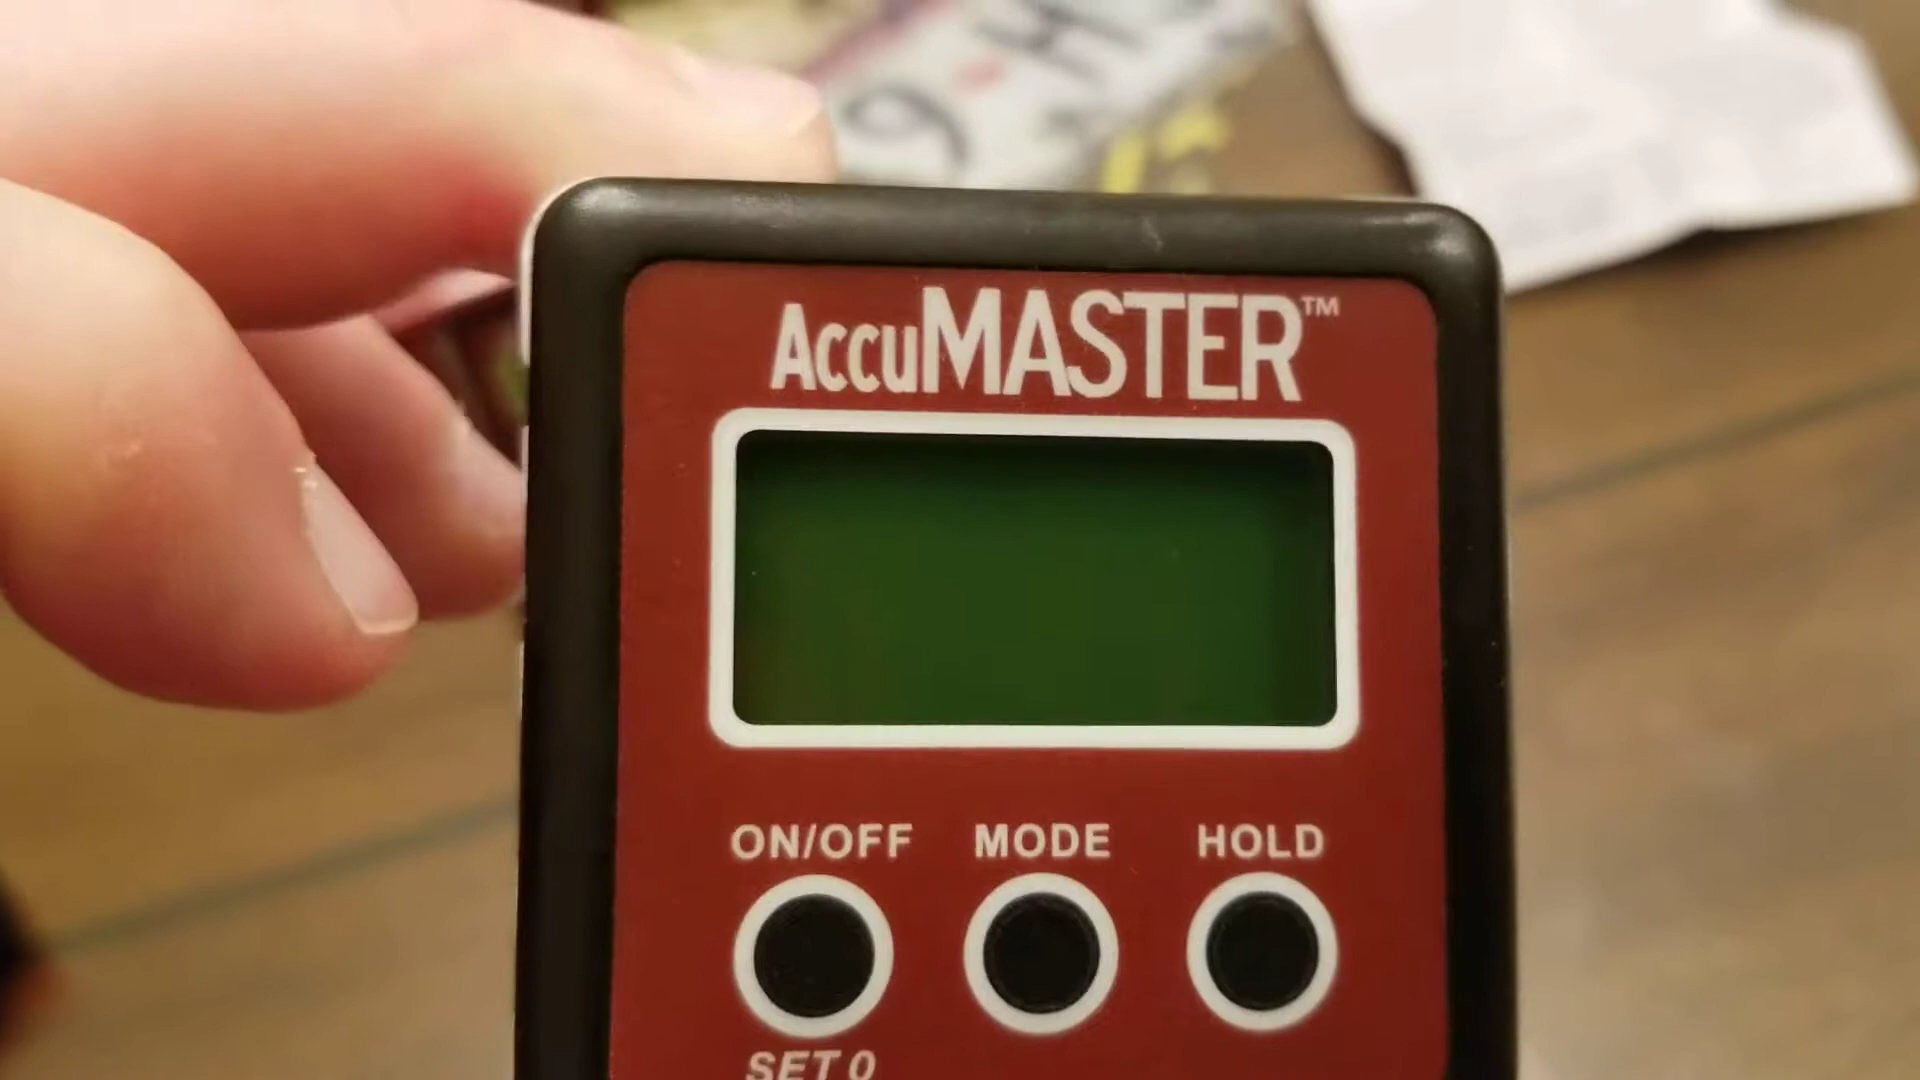 AccuMASTER™
ON/OFF MODE HOLD
SET 0